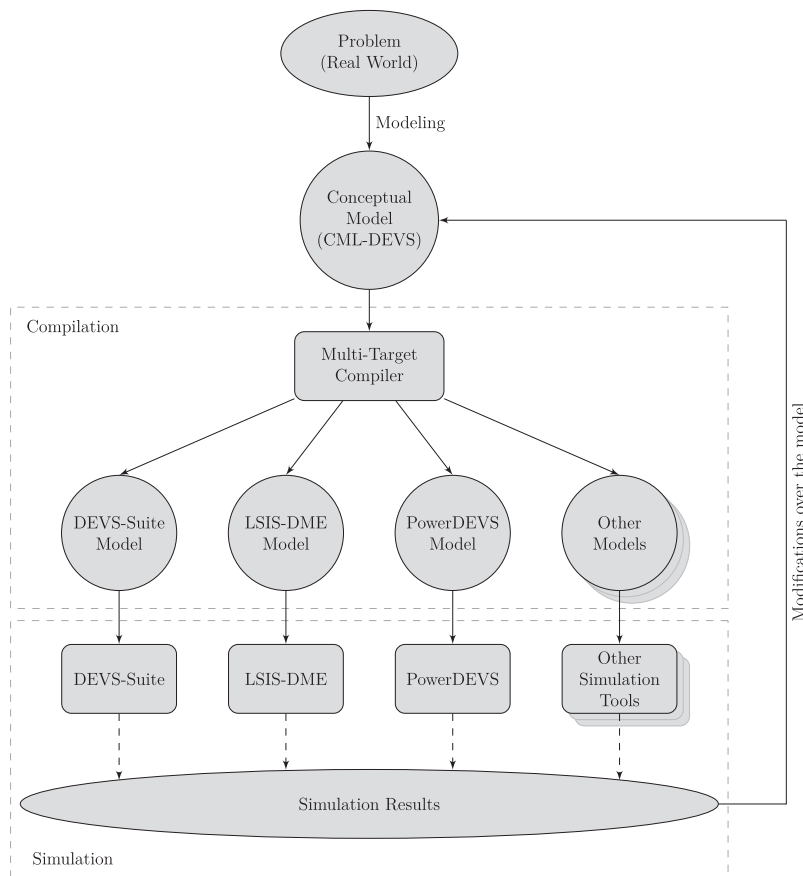 Problem
(Real World)
Modeling
Conceptual
Model
(CML-DEVS)
Compilation
Multi-Target
Compiler
DEVS-Suite
Model
LSIS-DME
Model
PowerDEVS
Model
Other
Models
Modifications over the model
DEVS-Suite
LSIS-DME
PowerDEVS
Other
Simulation
Tools
Simulation Results
Simulation